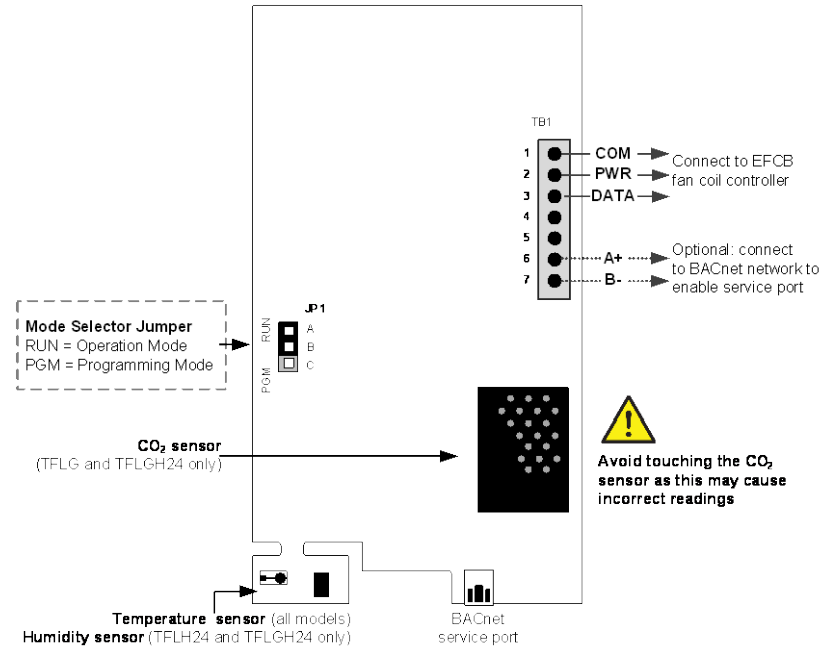 TB1
1
COM
Connect to EFCB
2
PWR
fan coil controller
3
DATA
4
5
6
A+
Optional: connect
to BACnet network to
7
B-
enable service port
Mode Selector Jumper
RUN = Operation Mode
PGM = Programming Mode
JP1
RUN
A
B
C
PGM
CO₂ sensor
(TFLG and TFLGH24 only)
Avoid touching the CO₂
sensor as this may cause
incorrect readings
Temperature sensor (all models)
Humidity sensor (TFLH24 and TFLGH24 only)
BACnet
service port